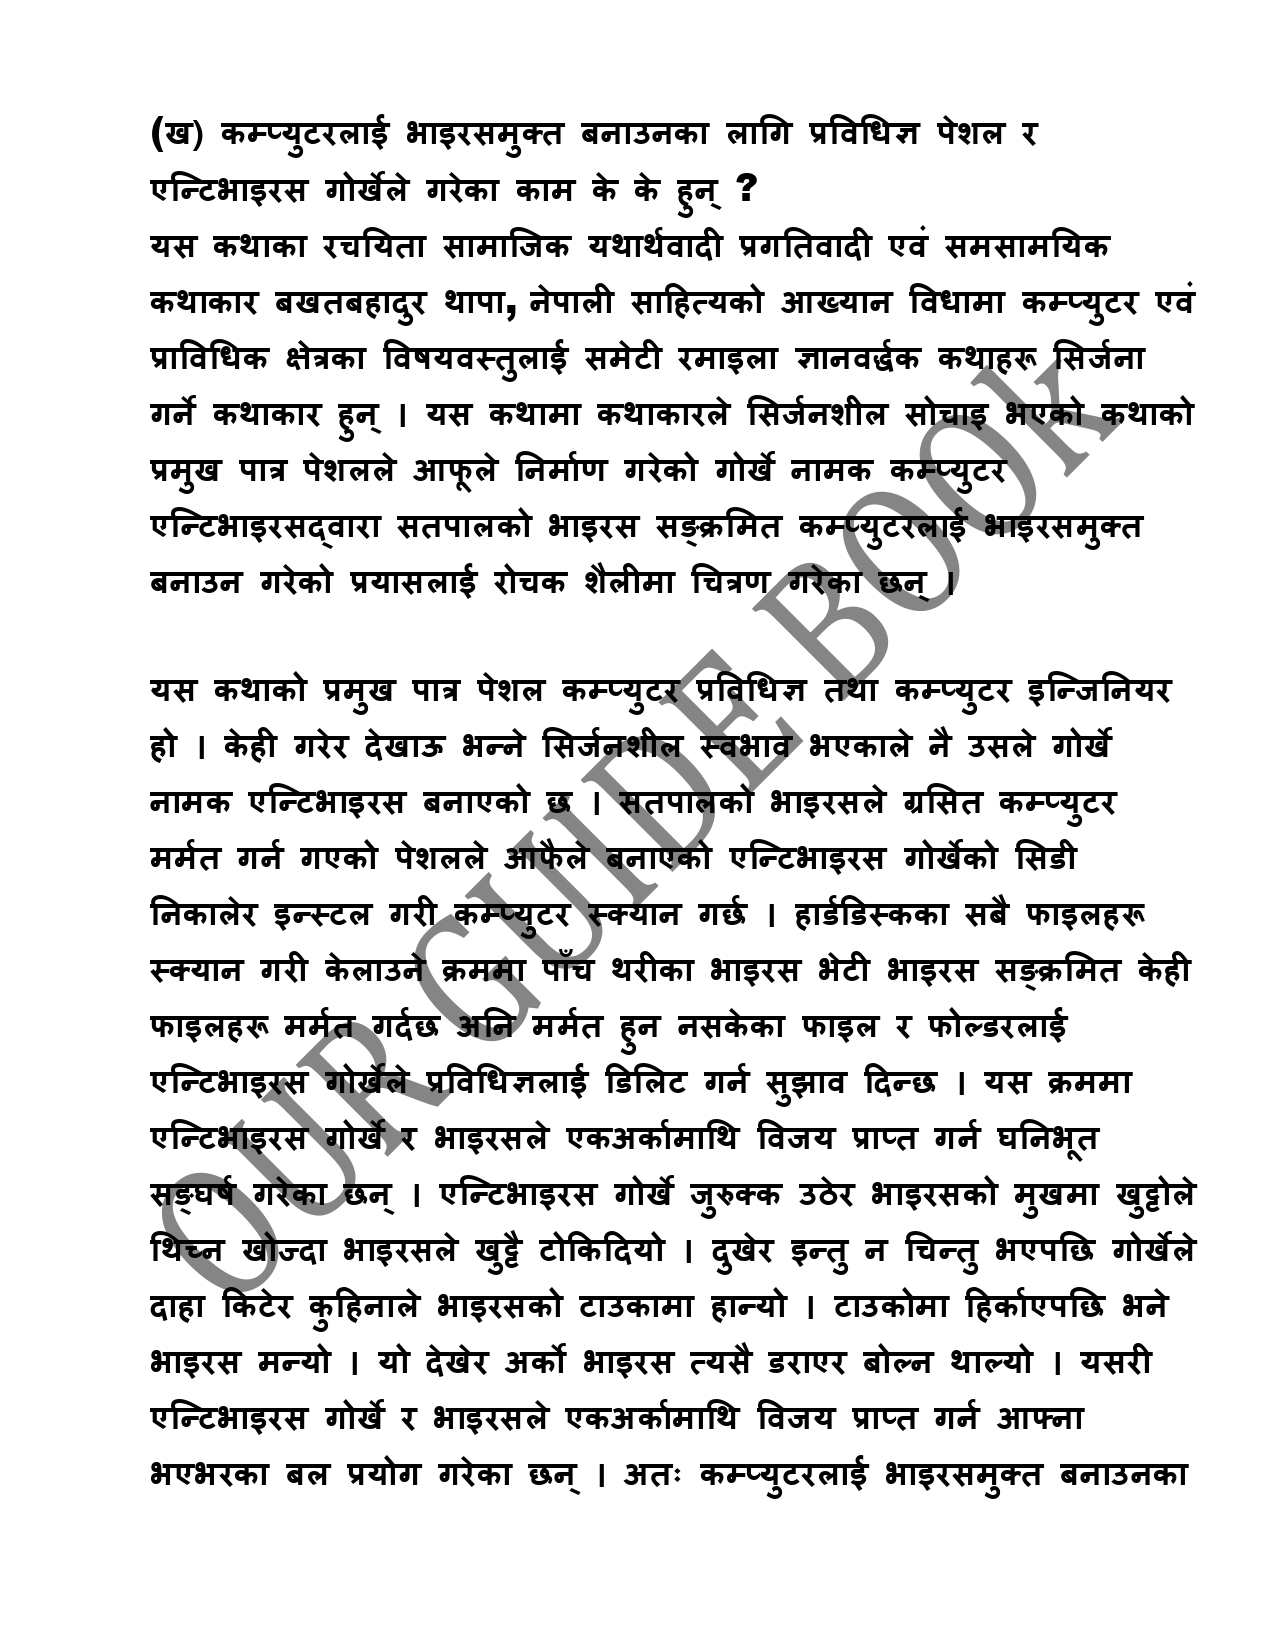 (ख) कम्प्युटरलाई भाइरसमुक्त बनाउनका लागि प्रविधिज्ञ पेशल र
एन्टिभाइरस गोर्खेले गरेका काम के के हुन् ?
यस कथाका रचयिता सामाजिक यथार्थवादी प्रगतिवादी एवं समसामयिक
कथाकार बखतबहादुर थापा, नेपाली साहित्यको आख्यान विधामा कम्प्युटर एवं
प्राविधिक क्षेत्रका विषयवस्तुलाई समेटी रमाइला ज्ञानवर्द्धक कथाहरू सिर्जना
गर्ने कथाकार हुन् । यस कथामा कथाकारले सिर्जनशील सोचाइ भएको कथाको
प्रमुख पात्र पेशलले आफूले निर्माण गरेको गोर्खे नामक कम्प्युटर
एन्टिभाइरसद्वारा सतपालको भाइरस सङ्क्रमित कम्प्युटरलाई भाइरसमुक्त
बनाउन गरेको प्रयासलाई रोचक शैलीमा चित्रण गरेका छन् ।
यस कथाको प्रमुख पात्र पेशल कम्प्युटर प्रविधिज्ञ तथा कम्प्युटर इन्जिनियर
हो । केही गरेर देखाऊ भन्ने सिर्जनशील स्वभाव भएकाले नै उसले गोर्खे
नामक एन्टिभाइरस बनाएको छ । सतपालको भाइरसले ग्रसित कम्प्युटर
मर्मत गर्न गएको पेशलले आफैले बनाएको एन्टिभाइरस गोर्खेको सिडी
निकालेर इन्स्टल गरी कम्प्युटर स्क्यान गर्छ । हार्डडिस्कका सबै फाइलहरू
स्क्यान गरी केलाउने क्रममा पाँच थरीका भाइरस भेटी भाइरस सङ्क्रमित केही
फाइलहरू मर्मत गर्दछ अनि मर्मत हुन नसकेका फाइल र फोल्डरलाई
एन्टिभाइरस गोर्खेले प्रविधिज्ञलाई डिलिट गर्न सुझाव दिन्छ । यस क्रममा
एन्टिभाइरस गोर्खे र भाइरसले एकअर्कामाथि विजय प्राप्त गर्न घनिभूत
सङ्घर्ष गरेका छन् । एन्टिभाइरस गोर्खे जुरुक्क उठेर भाइरसको मुखमा खुट्टोले
थिच्न खोज्दा भाइरसले खुट्टै टोकिदियो । दुखेर इन्तु न चिन्तु भएपछि गोर्खेले
दाहा किटेर कुहिनाले भाइरसको टाउकामा हान्यो । टाउकोमा हिर्काएपछि भने
भाइरस मन्यो । यो देखेर अर्को भाइरस त्यसै डराएर बोल्न थाल्यो । यसरी
एन्टिभाइरस गोर्खे र भाइरसले एकअर्कामाथि विजय प्राप्त गर्न आफ्ना
भएभरका बल प्रयोग गरेका छन् । अतः कम्प्युटरलाई भाइरसमुक्त बनाउनका
OUR GUIDE BOOk